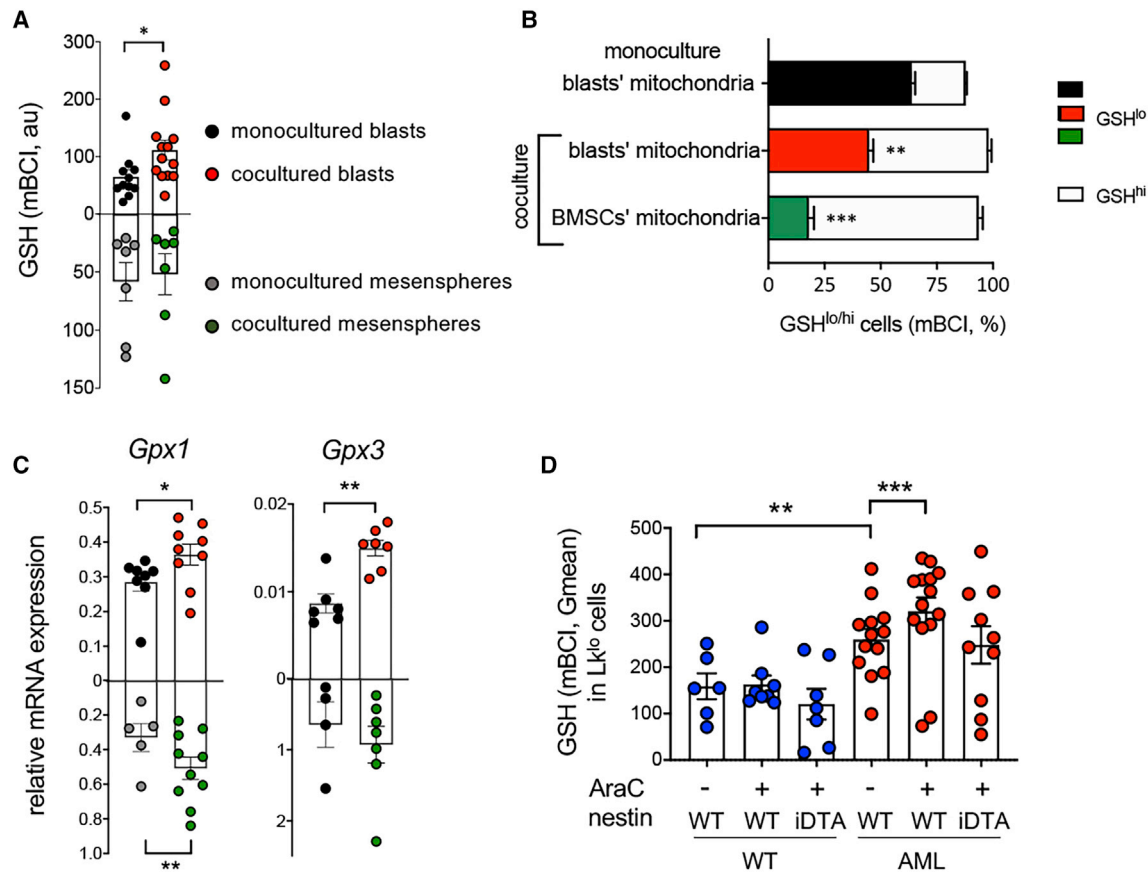 A
*
300
200
100
0
50
100
150
GSH (mBCI, au)
monocultured blasts
cocultured blasts
monocultured mesenspheres
cocultured mesenspheres
B
monoculture
blasts' mitochondria
coculture
blasts' mitochondria
**
BMSCs' mitochondria
***
0 25 50 75 100
GSHlo/hi cells (mBCI, %)
GSHlo
GSHhi
C
Gpx1
*
0.5
0.4
0.3
0.2
0.1
0
0.2
0.4
0.6
0.8
1.0
**
relative mRNA expression
Gpx3
**
0.02
0.01
0
1
2
D
**
***
500
400
300
200
100
0
GSH (mBCI, Gmean)
in Lklo cells
AraC - + + - + +
nestin WT WT iDTA WT WT iDTA
WT AML